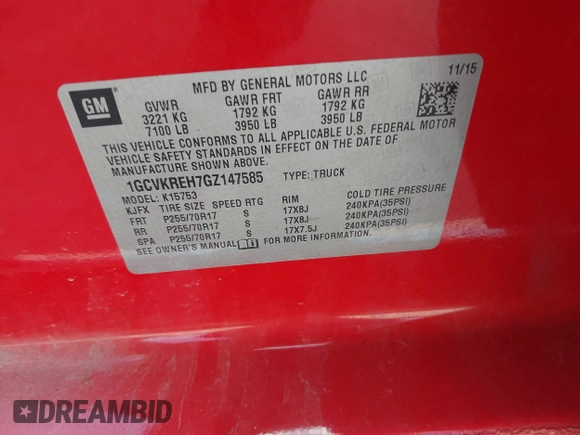 MFD BY GENERAL MOTORS LLC 11/15
GM
GVWR GAWR FRT GAWR RR
3221 KG 1792 KG 1792 KG
7100 LB 3950 LB 3950 LB
THIS VEHICLE CONFORMS TO ALL APPLICABLE U.S. FEDERAL MOTOR
VEHICLE SAFETY STANDARDS IN EFFECT ON THE DATE OF
MANUFACTURE SHOWN ABOVE.
1GCVKREH7GZ147585 TYPE: TRUCK
MODEL: K15753
KJFX TIRE SIZE SPEED RTG RIM COLD TIRE PRESSURE
FRT P255/70R17 S 17X8J 240KPA(35PSI)
RR P255/70R17 S 17X8J 240KPA(35PSI)
SPA P255/70R17 S 17X7.5J 240KPA(35PSI)
SEE OWNER'S MANUAL FOR MORE INFORMATION.
DREAMBID